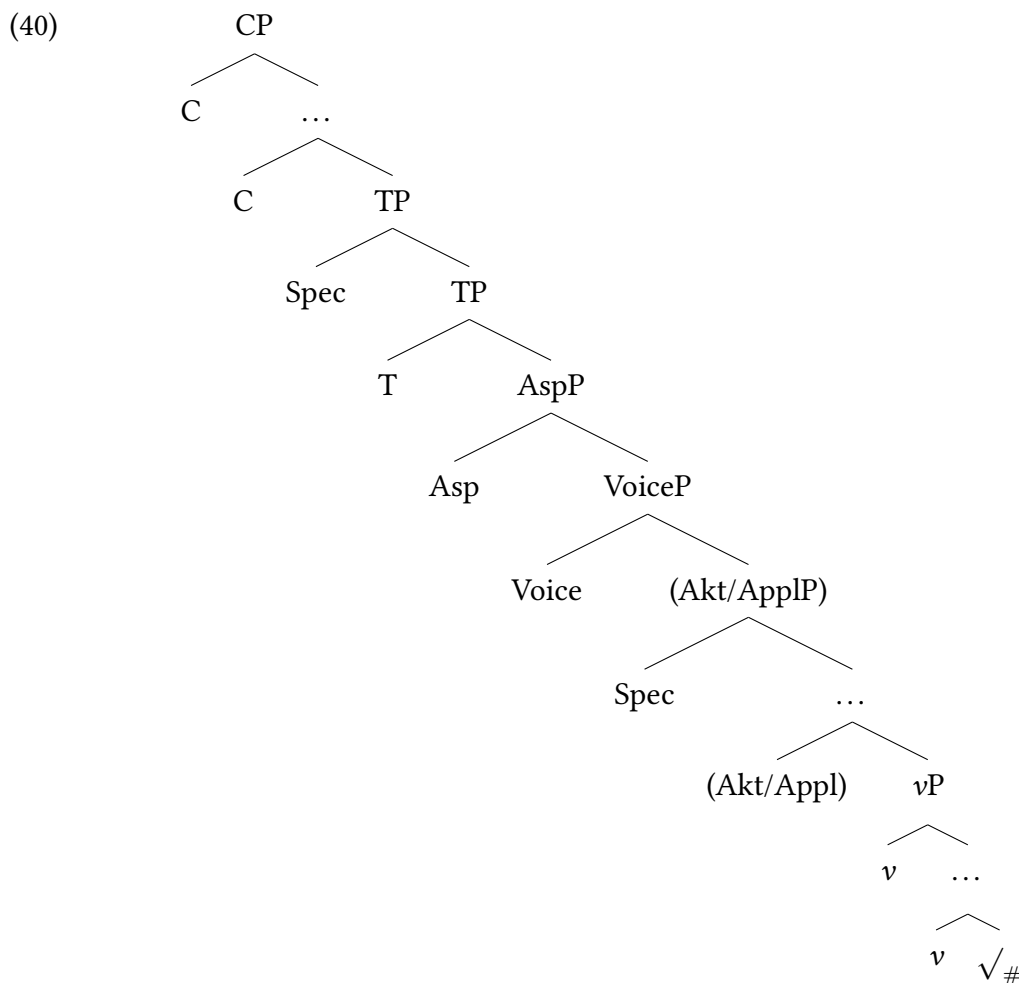 (40) CP
C …
C TP
Spec TP
T AspP
Asp VoiceP
Voice (Akt/ApplP)
Spec …
(Akt/Appl) vP
v …
v √#